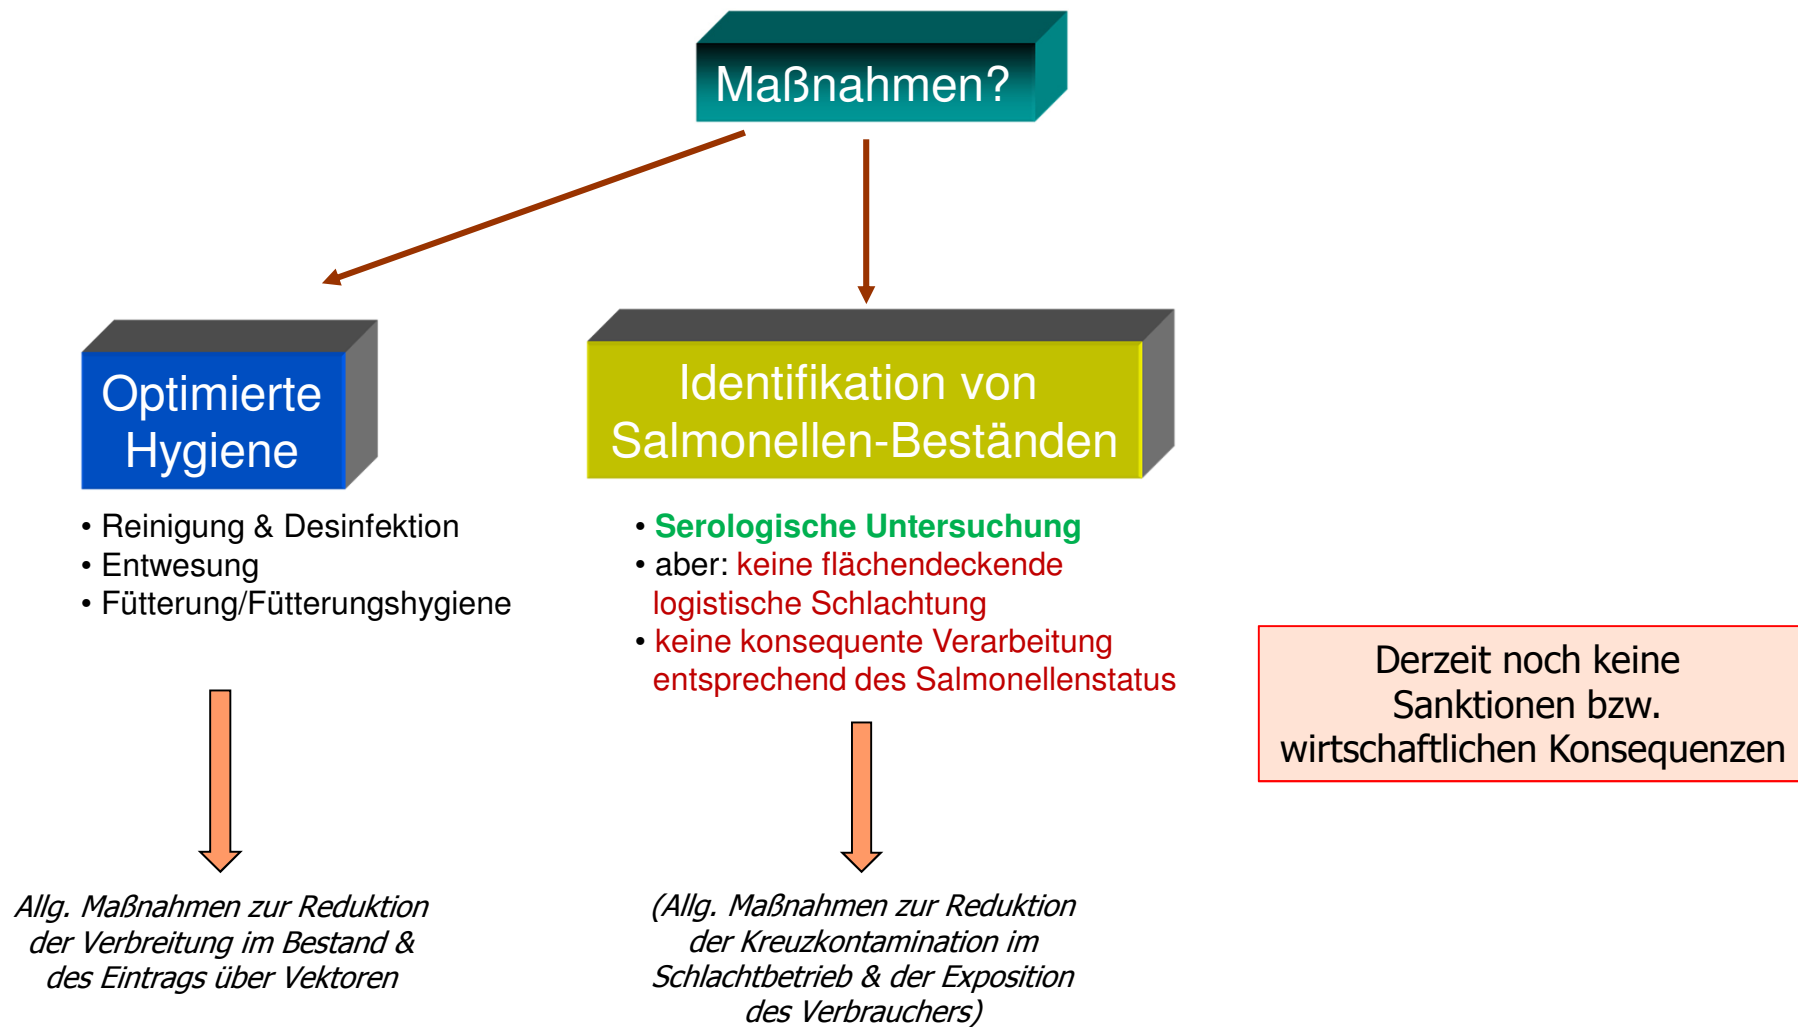 Maßnahmen?
Optimierte
Hygiene
• Reinigung & Desinfektion
• Entwesung
• Fütterung/Fütterungshygiene
Allg. Maßnahmen zur Reduktion
der Verbreitung im Bestand &
des Eintrags über Vektoren
Identifikation von
Salmonellen-Beständen
• Serologische Untersuchung
• aber: keine flächendeckende
logistische Schlachtung
• keine konsequente Verarbeitung
entsprechend des Salmonellenstatus
(Allg. Maßnahmen zur Reduktion
der Kreuzkontamination im
Schlachtbetrieb & der Exposition
des Verbrauchers)
Derzeit noch keine
Sanktionen bzw.
wirtschaftlichen Konsequenzen